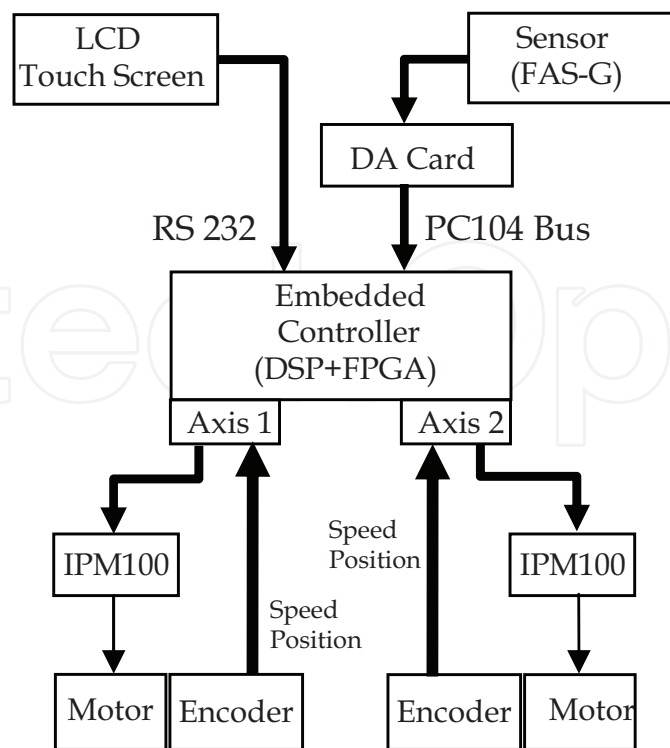 LCD
Touch Screen
Sensor
(FAS-G)
DA Card
RS 232
PC104 Bus
Embedded
Controller
(DSP+FPGA)
Axis 1
Axis 2
IPM100
Speed
Position
Speed
Position
IPM100
Motor
Encoder
Encoder
Motor